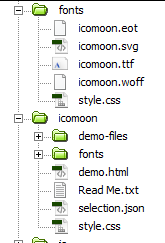 fonts
icomoon.eot
icomoon.svg
icomoon.ttf
icomoon.woff
style.css
icomoon
demo-files
fonts
demo.html
Read Me.txt
selection.json
style.css